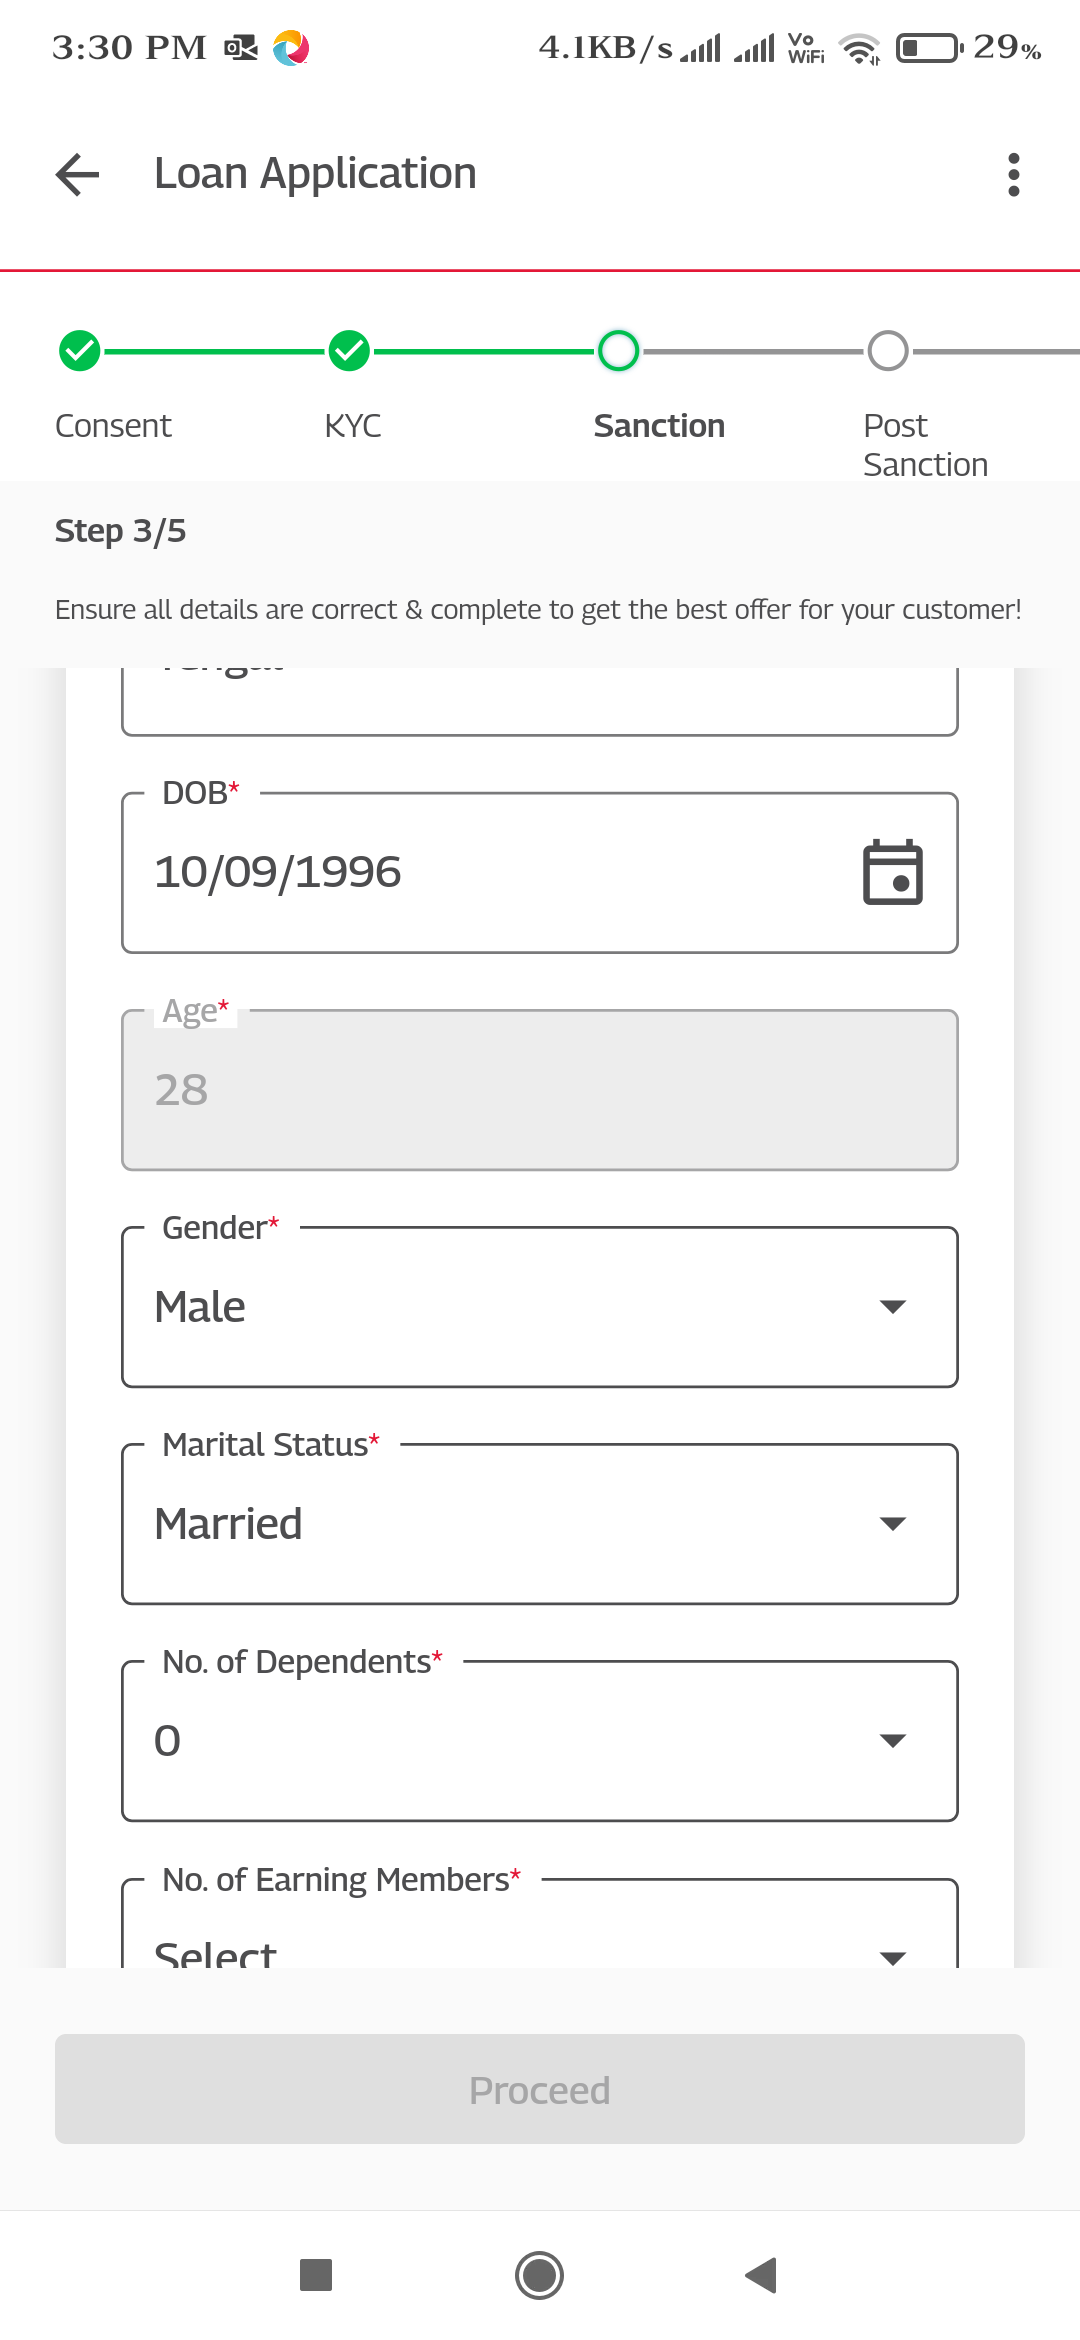 3:30 PM
4.1KB/s
Vo
WiFi
29%
Loan Application
Consent
KYC
Sanction
Post
Sanction
Step 3/5
Ensure all details are correct & complete to get the best offer for your customer!
DOB*
10/09/1996
Age*
28
Gender*
Male
Marital Status*
Married
No. of Dependents*
0
No. of Earning Members*
Select
Proceed